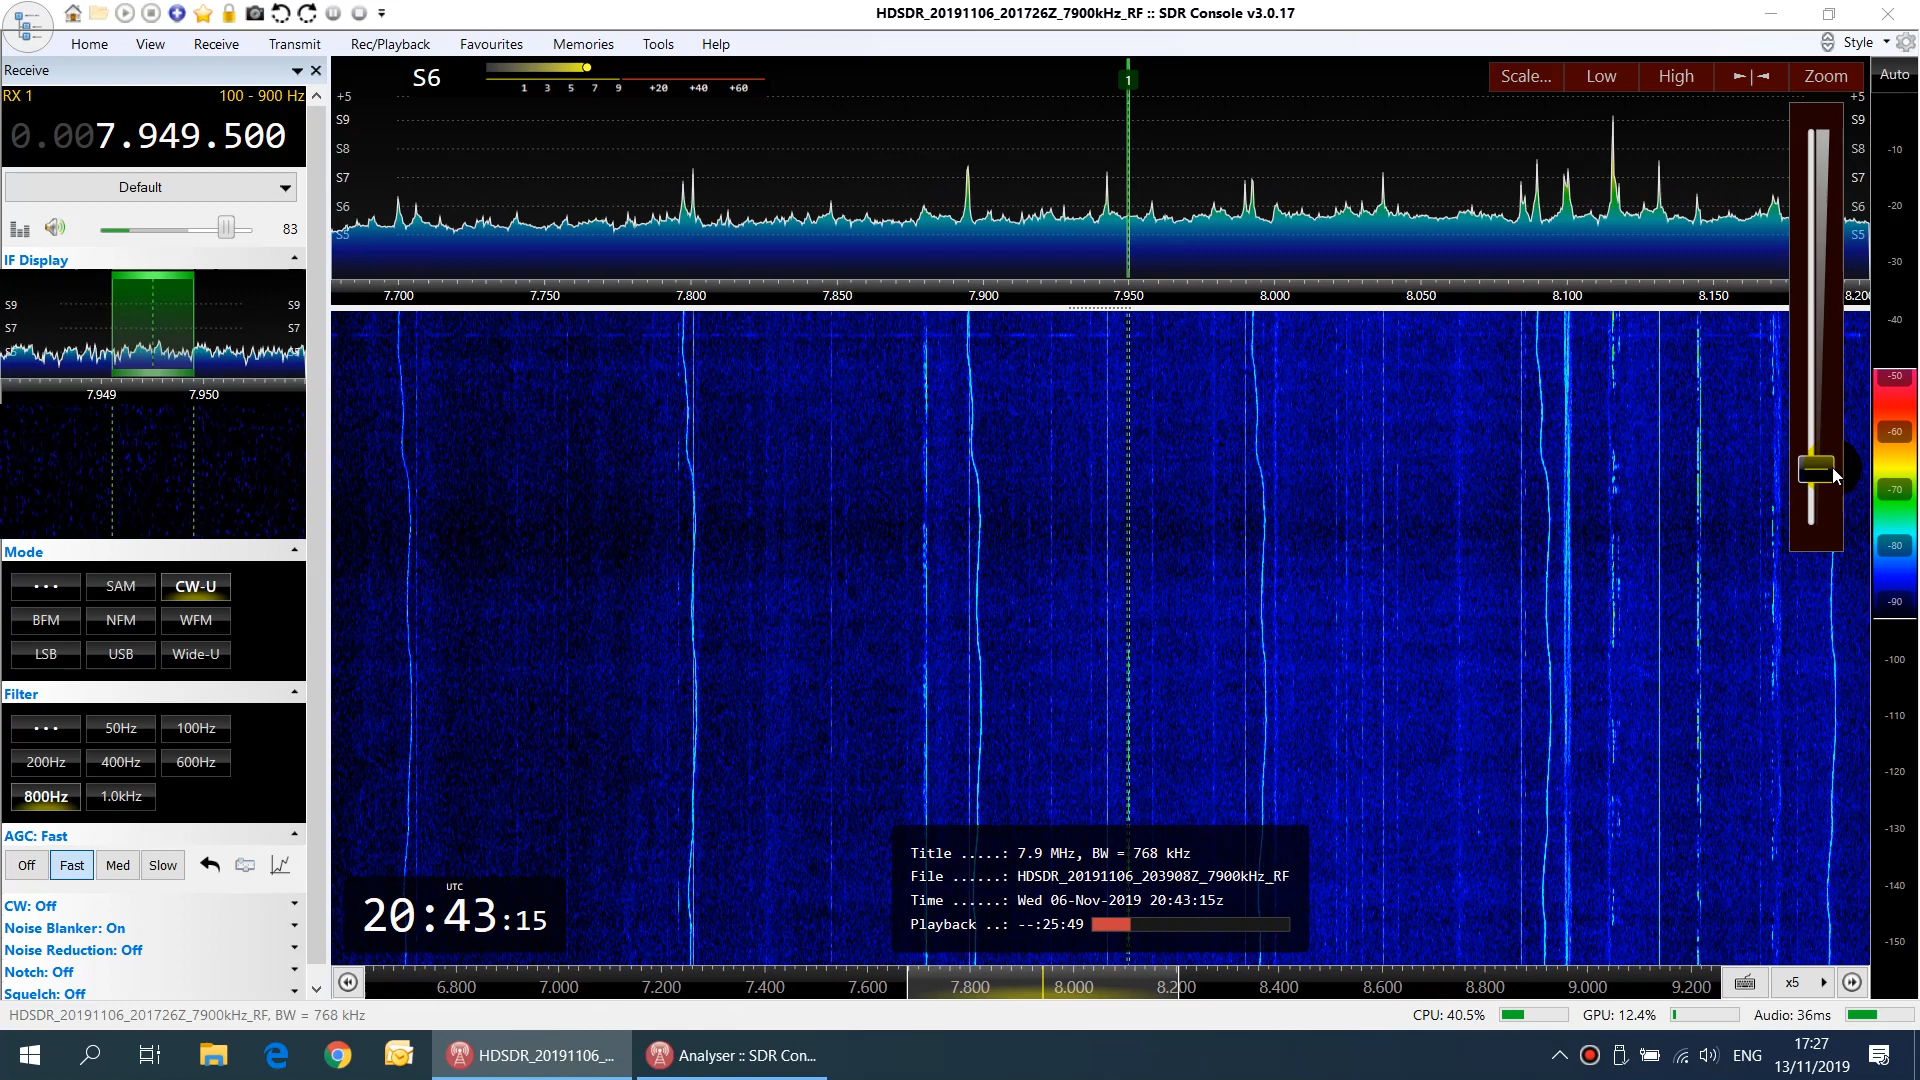 HDSDR_20191106_201726Z_7900kHz_RF :: SDR Console v3.0.17
Home View Receive Transmit Rec/Playback Favourites Memories Tools Help
Style
Receive
RX 1 100 - 900 Hz
0.007.949.500
Default
83
IF Display
S9 S9
S7 S7
7.949 7.950
Mode
... SAM CW-U
BFM NFM WFM
LSB USB Wide-U
Filter
... 50Hz 100Hz
200Hz 400Hz 600Hz
800Hz 1.0kHz
AGC: Fast
Off Fast Med Slow
CW: Off
Noise Blanker: On
Noise Reduction: Off
Notch: Off
Squelch: Off
S6
1 3 5 7 9 +20 +40 +60
1
Scale... Low High Zoom
Auto
+5 +5
S9 S9
S8 S8
S7 S7
S6 S6
S5 S5
7.700 7.750 7.800 7.850 7.900 7.950 8.000 8.050 8.100 8.150 8.200
-10
-20
-30
-40
-50
-60
-70
-80
-90
-100
-110
-120
-130
-140
-150
UTC
20:43:15
Title .....: 7.9 MHz, BW = 768 kHz
File ......: HDSDR_20191106_203908Z_7900kHz_RF
Time ......: Wed 06-Nov-2019 20:43:15z
Playback ..: --:25:49
6.800 7.000 7.200 7.400 7.600 7.800 8.000 8.200 8.400 8.600 8.800 9.000 9.200
x5
HDSDR_20191106_201726Z_7900kHz_RF, BW = 768 kHz
CPU: 40.5% GPU: 12.4% Audio: 36ms
HDSDR_20191106_...
Analyser :: SDR Con...
ENG
17:27
13/11/2019